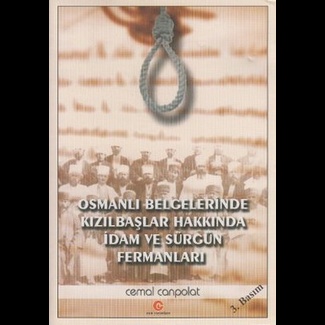 OSMANLI BELGELERİNDE
KIZILBAŞLAR HAKKINDA
İDAM VE SÜRGÜN
FERMANLARI
cemal canpolat
3. Basım